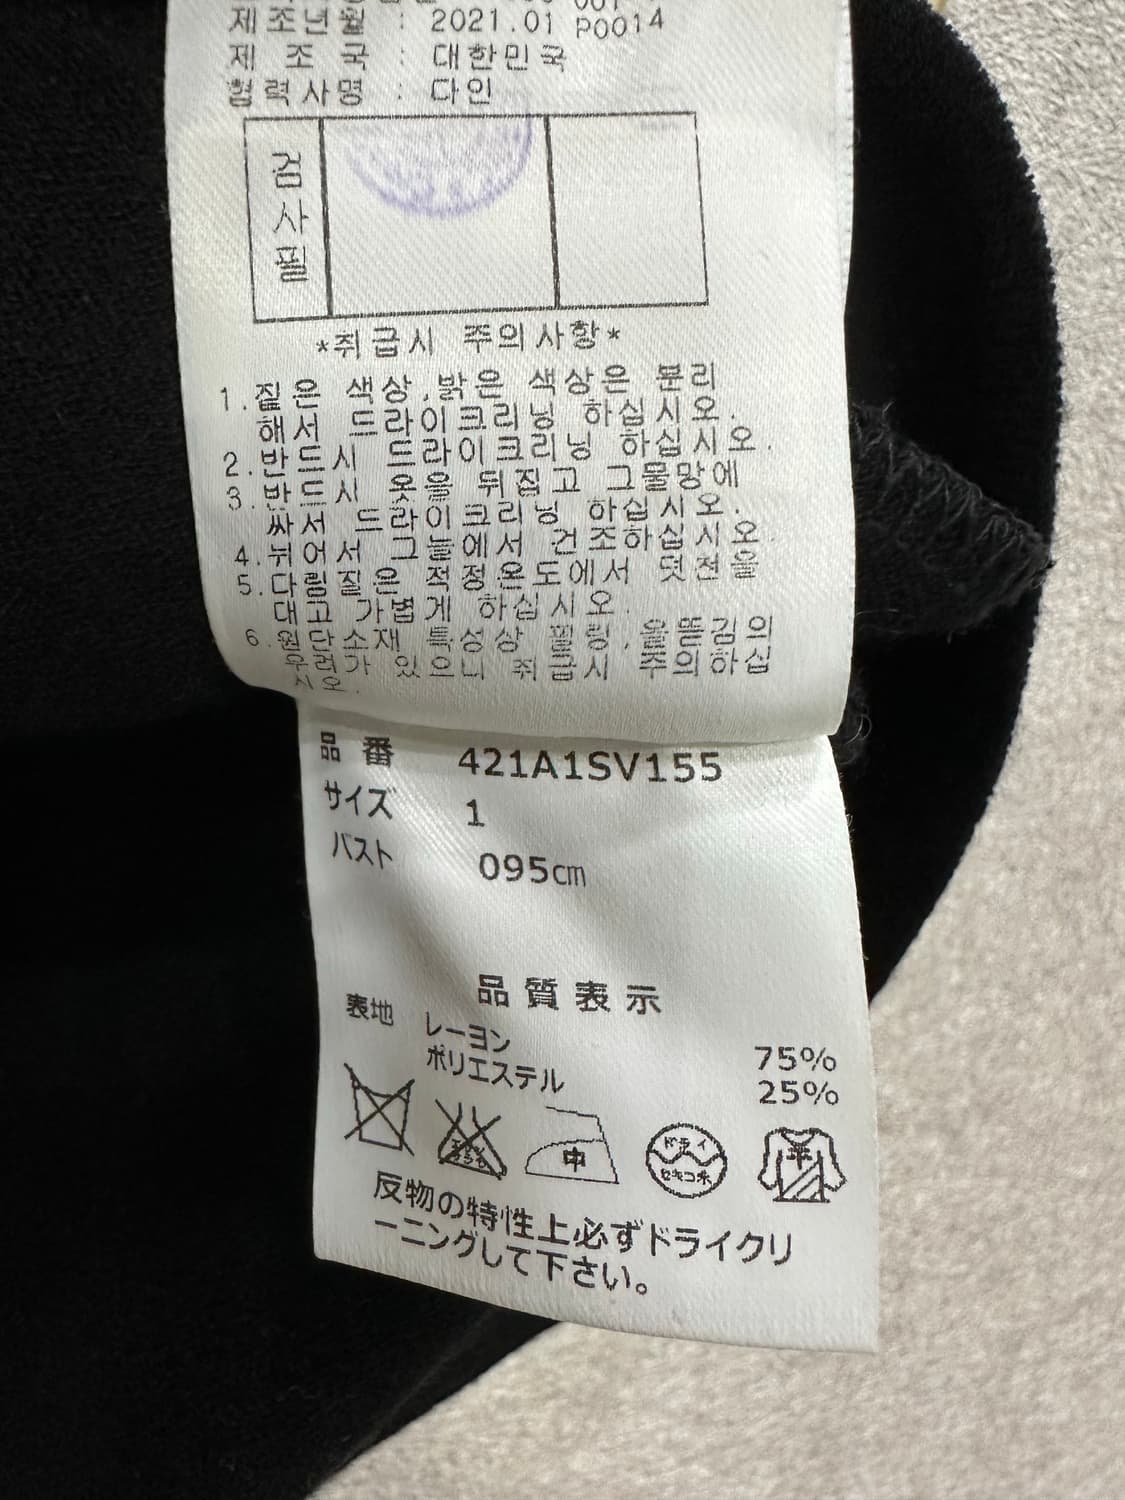 제조년월 : 2021.01 P0014
제 조 국 : 대한민국
협력사명 : 다인
검사필
*취급시 주의사항*
1.짙은 색상,밝은 색상은 분리
해서 드라이크리닝 하십시오.
2.반드시 드라이크리닝 하십시오.
3.반드시 옷을 뒤집고 그물망에
싸서 드라이크리닝 하십시오.
4.뉘어서 그늘에서 건조하십시오.
5.다림질은 적정온도에서 덧천을
대고 가볍게 하십시오.
6.원단소재 특성상 필링,올뜯김의
우려가 있으니 취급시 주의하십
시오.
品番 421A1SV155
サイズ 1
バスト 095cm
品質表示
表地 レーヨン 75%
ポリエステル 25%
中 ドライ セキユ系 平
反物の特性上必ずドライクリ
ーニングして下さい。